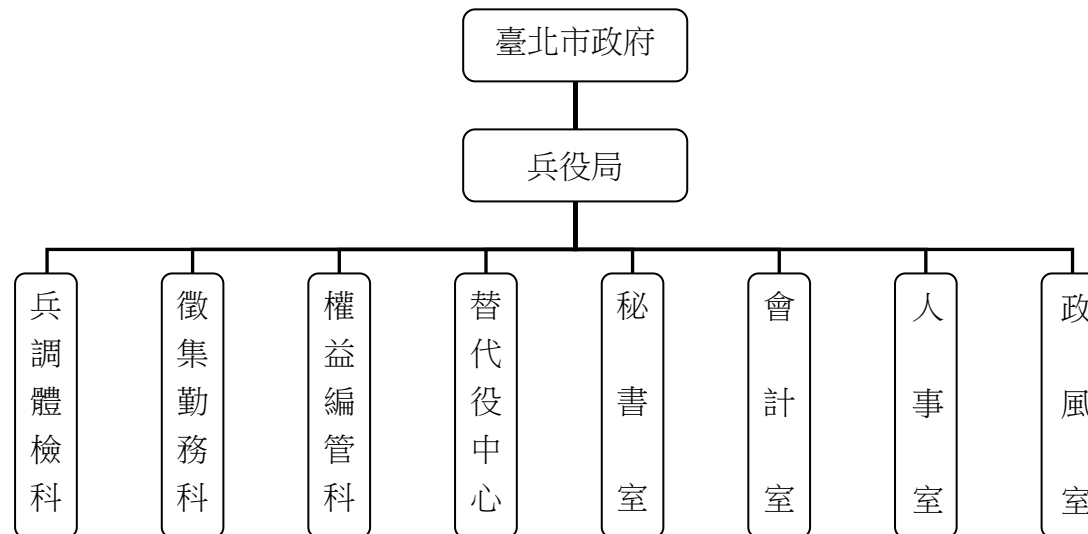 臺北市政府
兵役局
兵調體檢科
徵集勤務科
權益編管科
替代役中心
秘書室
會計室
人事室
政風室